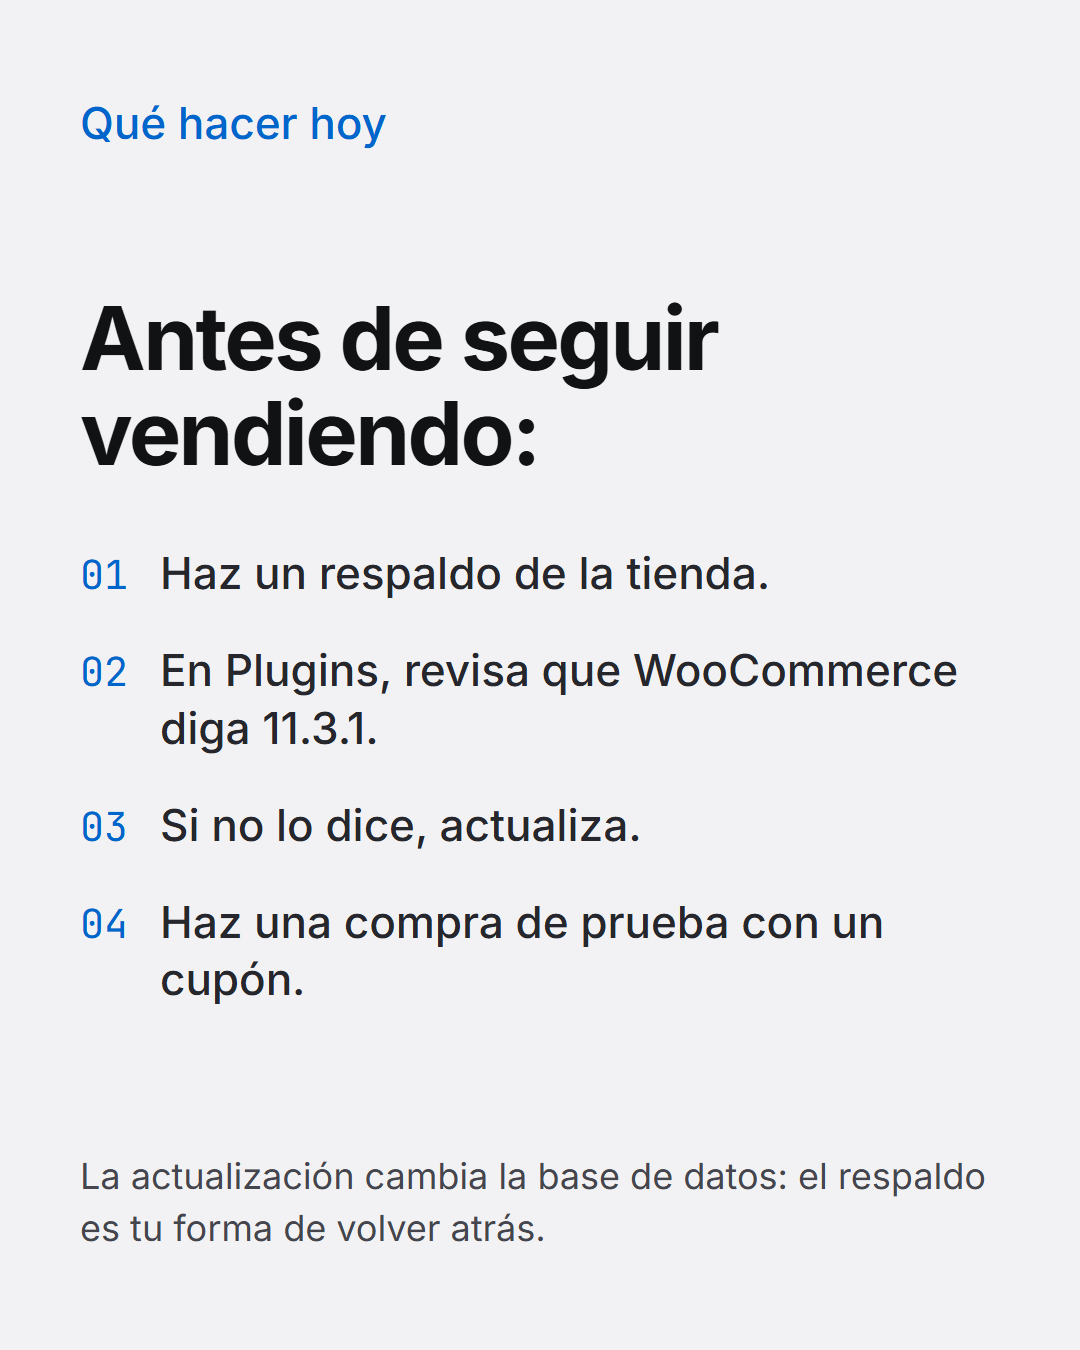 Qué hacer hoy
Antes de seguir
vendiendo:
01 Haz un respaldo de la tienda.
02 En Plugins, revisa que WooCommerce
diga 11.3.1.
03 Si no lo dice, actualiza.
04 Haz una compra de prueba con un
cupón.
La actualización cambia la base de datos: el respaldo
es tu forma de volver atrás.